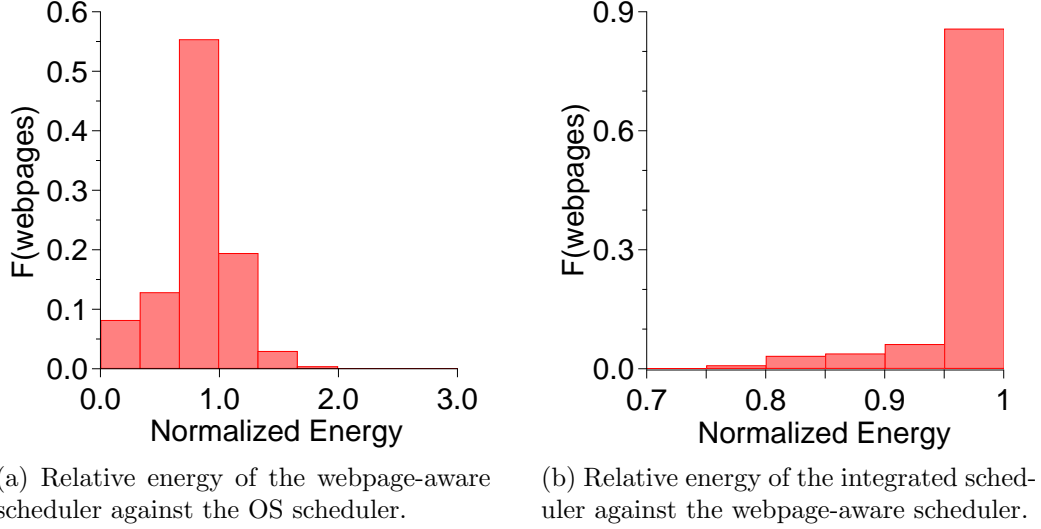 0.6
0.5
0.4
0.3
0.2
0.1
0.0
F(webpages)
0.0 1.0 2.0 3.0
Normalized Energy
(a) Relative energy of the webpage-aware
scheduler against the OS scheduler.
0.9
0.6
0.3
0.0
F(webpages)
0.7 0.8 0.9 1
Normalized Energy
(b) Relative energy of the integrated sched-
uler against the webpage-aware scheduler.